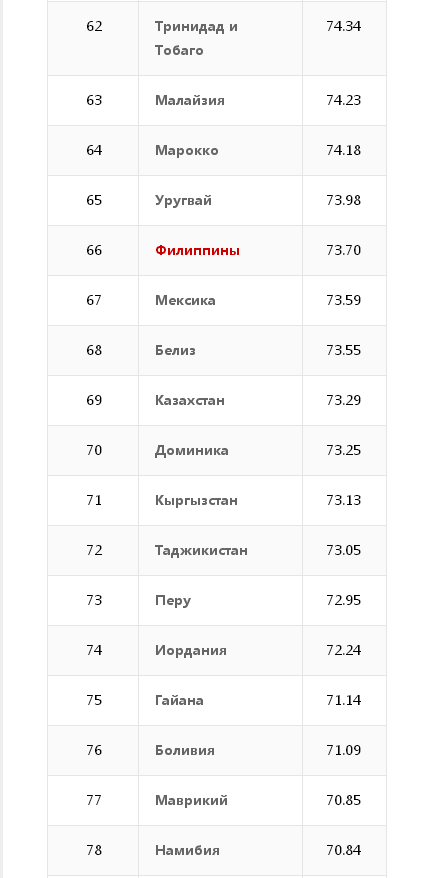 62 Тринидад и 74.34
Тобаго
63 Малайзия 74.23
64 Марокко 74.18
65 Уругвай 73.98
66 Филиппины 73.70
67 Мексика 73.59
68 Белиз 73.55
69 Казахстан 73.29
70 Доминика 73.25
71 Кыргызстан 73.13
72 Таджикистан 73.05
73 Перу 72.95
74 Иордания 72.24
75 Гайана 71.14
76 Боливия 71.09
77 Маврикий 70.85
78 Намибия 70.84